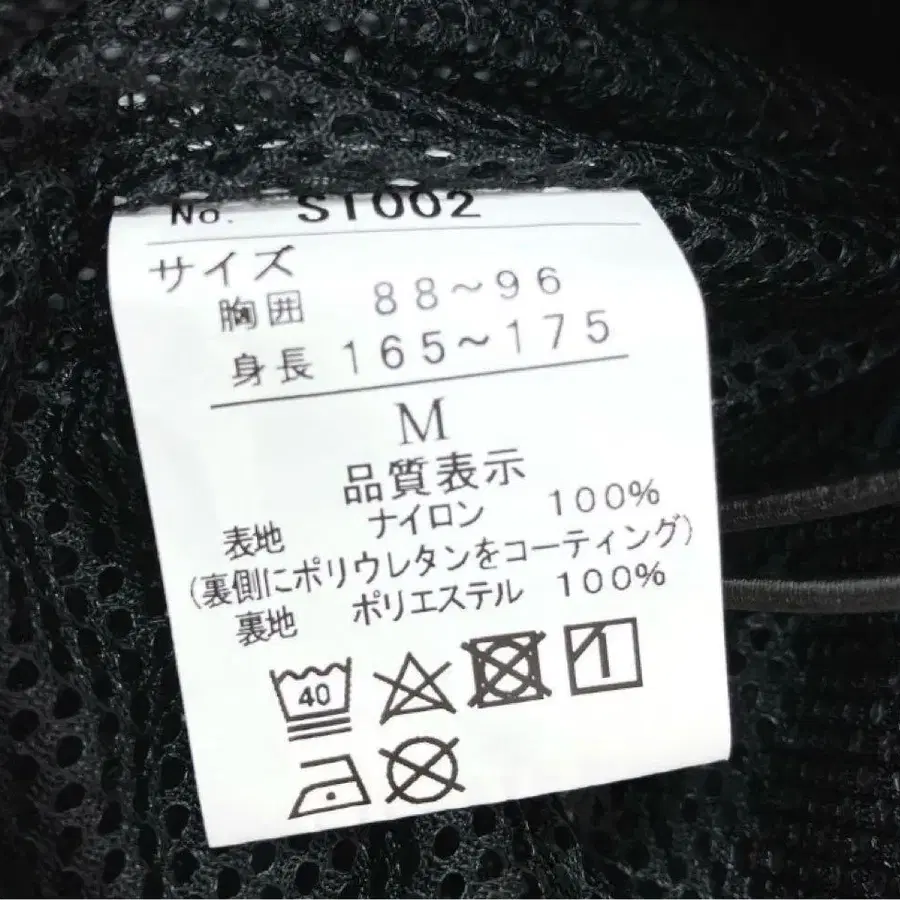 No. ST002
サイズ
胸囲 88~96
身長 165~175
M
品質表示
表地 ナイロン 100%
(裏側にポリウレタンをコーティング)
裏地 ポリエステル 100%
40